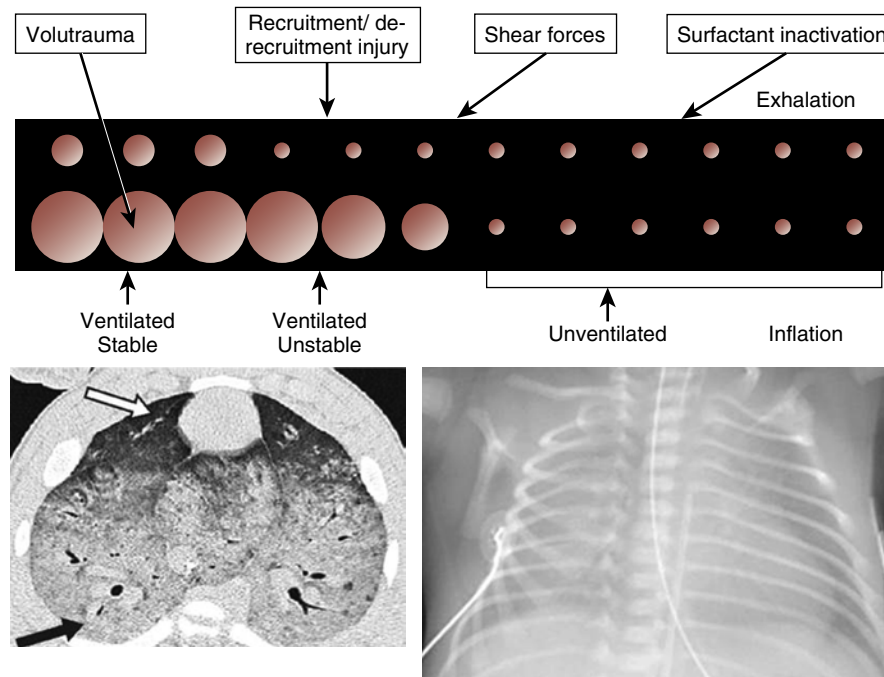 Volutrauma
Recruitment/ de-
recruitment injury
Shear forces
Surfactant inactivation
Exhalation
Ventilated
Stable
Ventilated
Unstable
Unventilated
Inflation